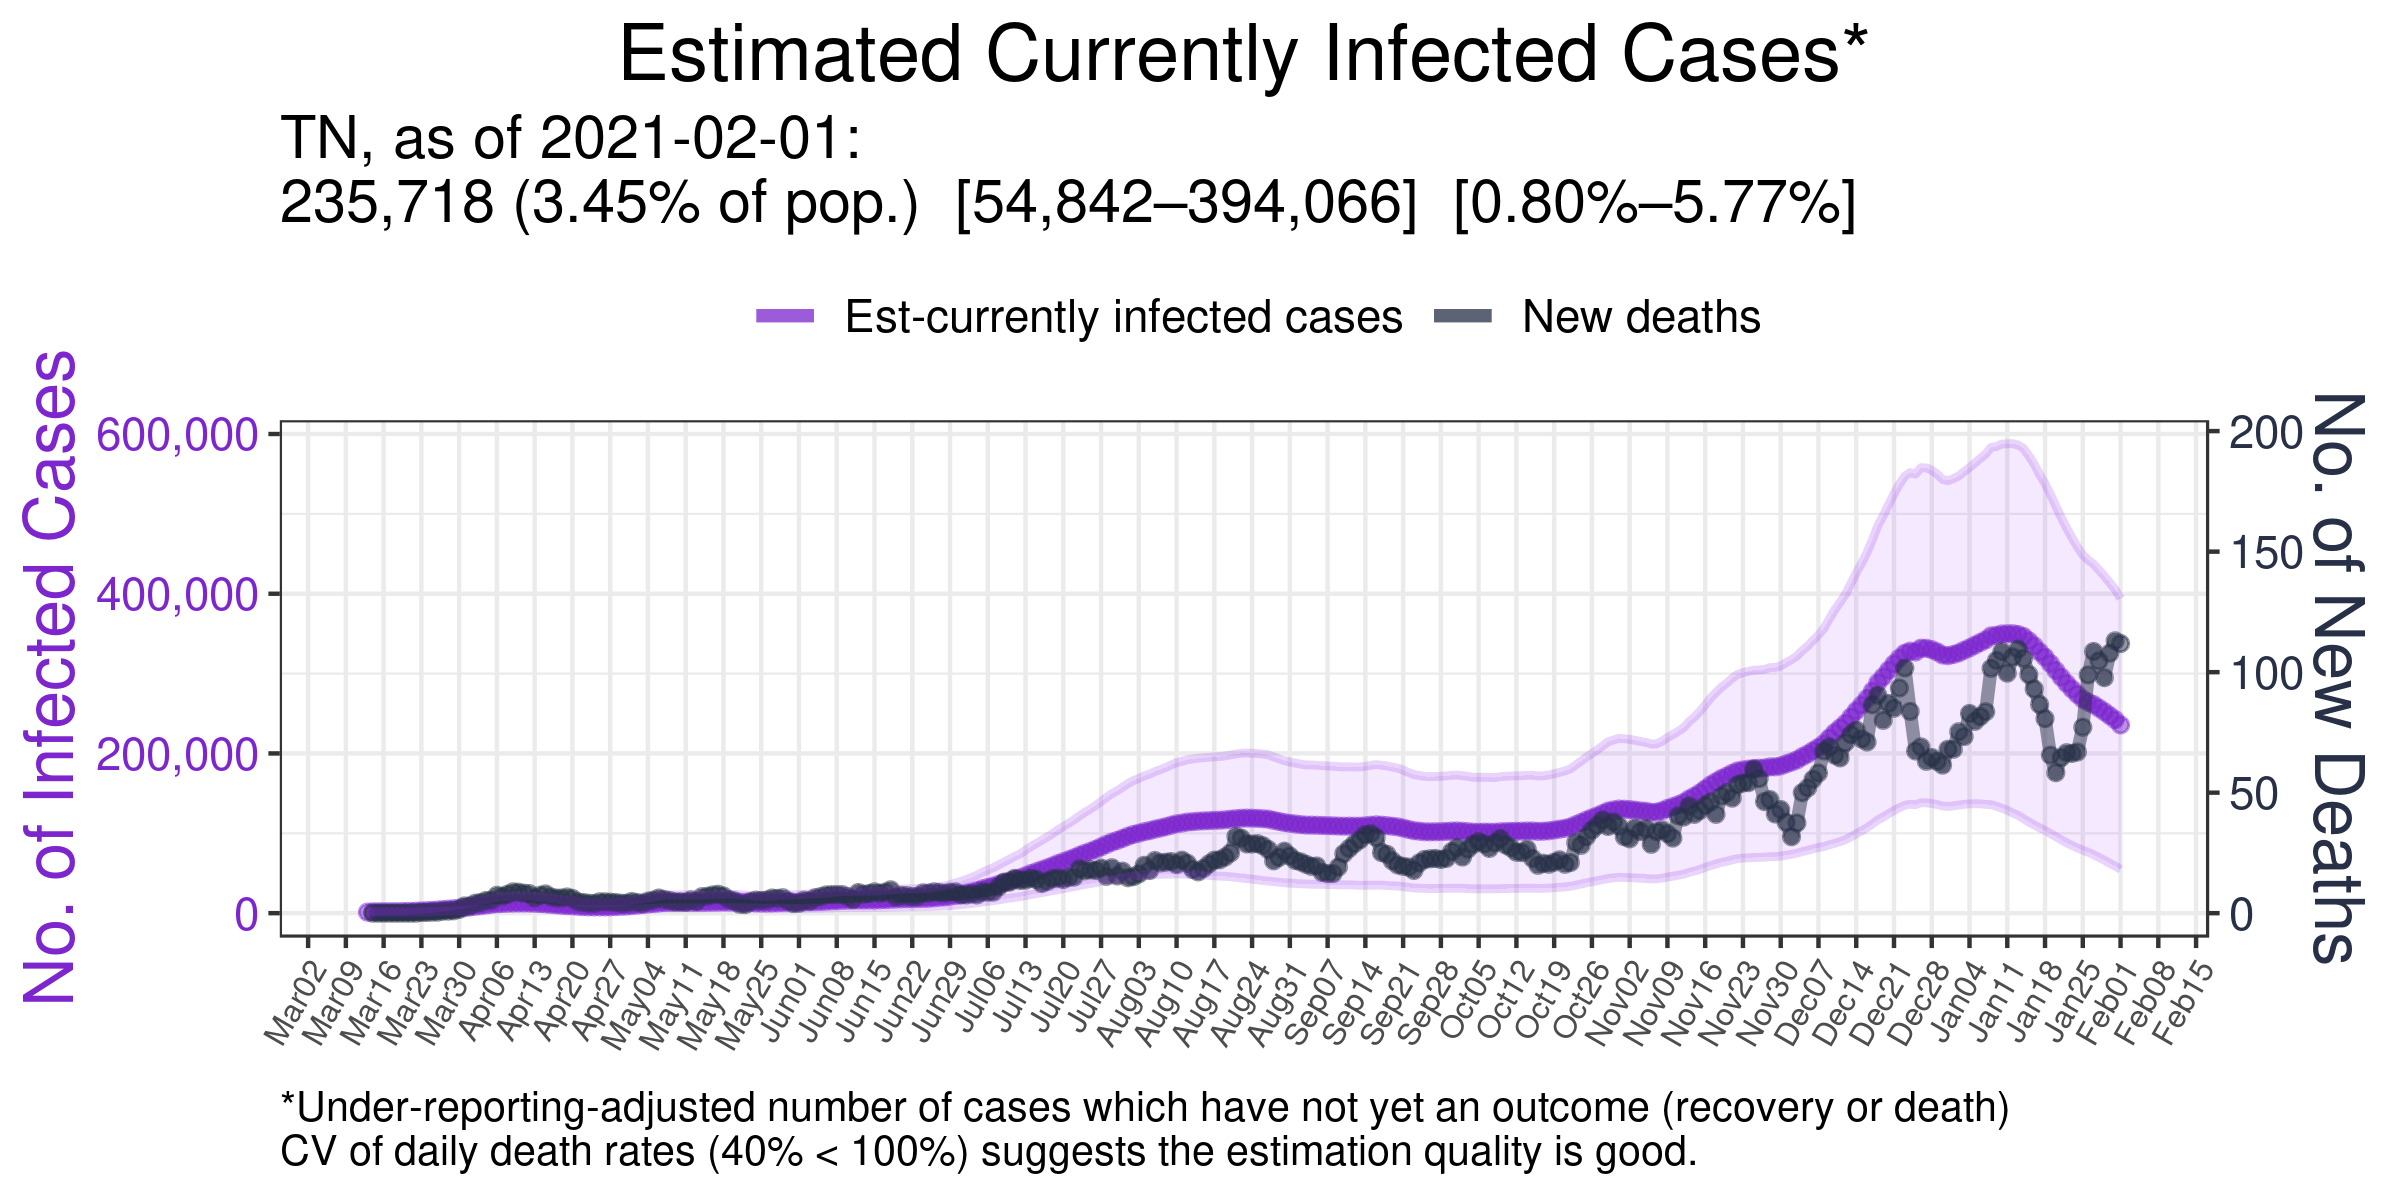 Estimated Currently Infected Cases*
TN, as of 2021-02-01:
235,718 (3.45% of pop.) [54,842–394,066] [0.80%–5.77%]
Est-currently infected cases
New deaths
No. of Infected Cases
600,000
400,000
200,000
0
200
150
100
50
0
No. of New Deaths
Mar02
Mar09
Mar16
Mar23
Mar30
Apr06
Apr13
Apr20
Apr27
May04
May11
May18
May25
Jun01
Jun08
Jun15
Jun22
Jun29
Jul06
Jul13
Jul20
Jul27
Aug03
Aug10
Aug17
Aug24
Aug31
Sep07
Sep14
Sep21
Sep28
Oct05
Oct12
Oct19
Oct26
Nov02
Nov09
Nov16
Nov23
Nov30
Dec07
Dec14
Dec21
Dec28
Dec24
Jan04
Jan11
Jan18
Jan25
Feb01
Feb08
Feb15
*Under-reporting-adjusted number of cases which have not yet an outcome (recovery or death)
CV of daily death rates (40% < 100%) suggests the estimation quality is good.